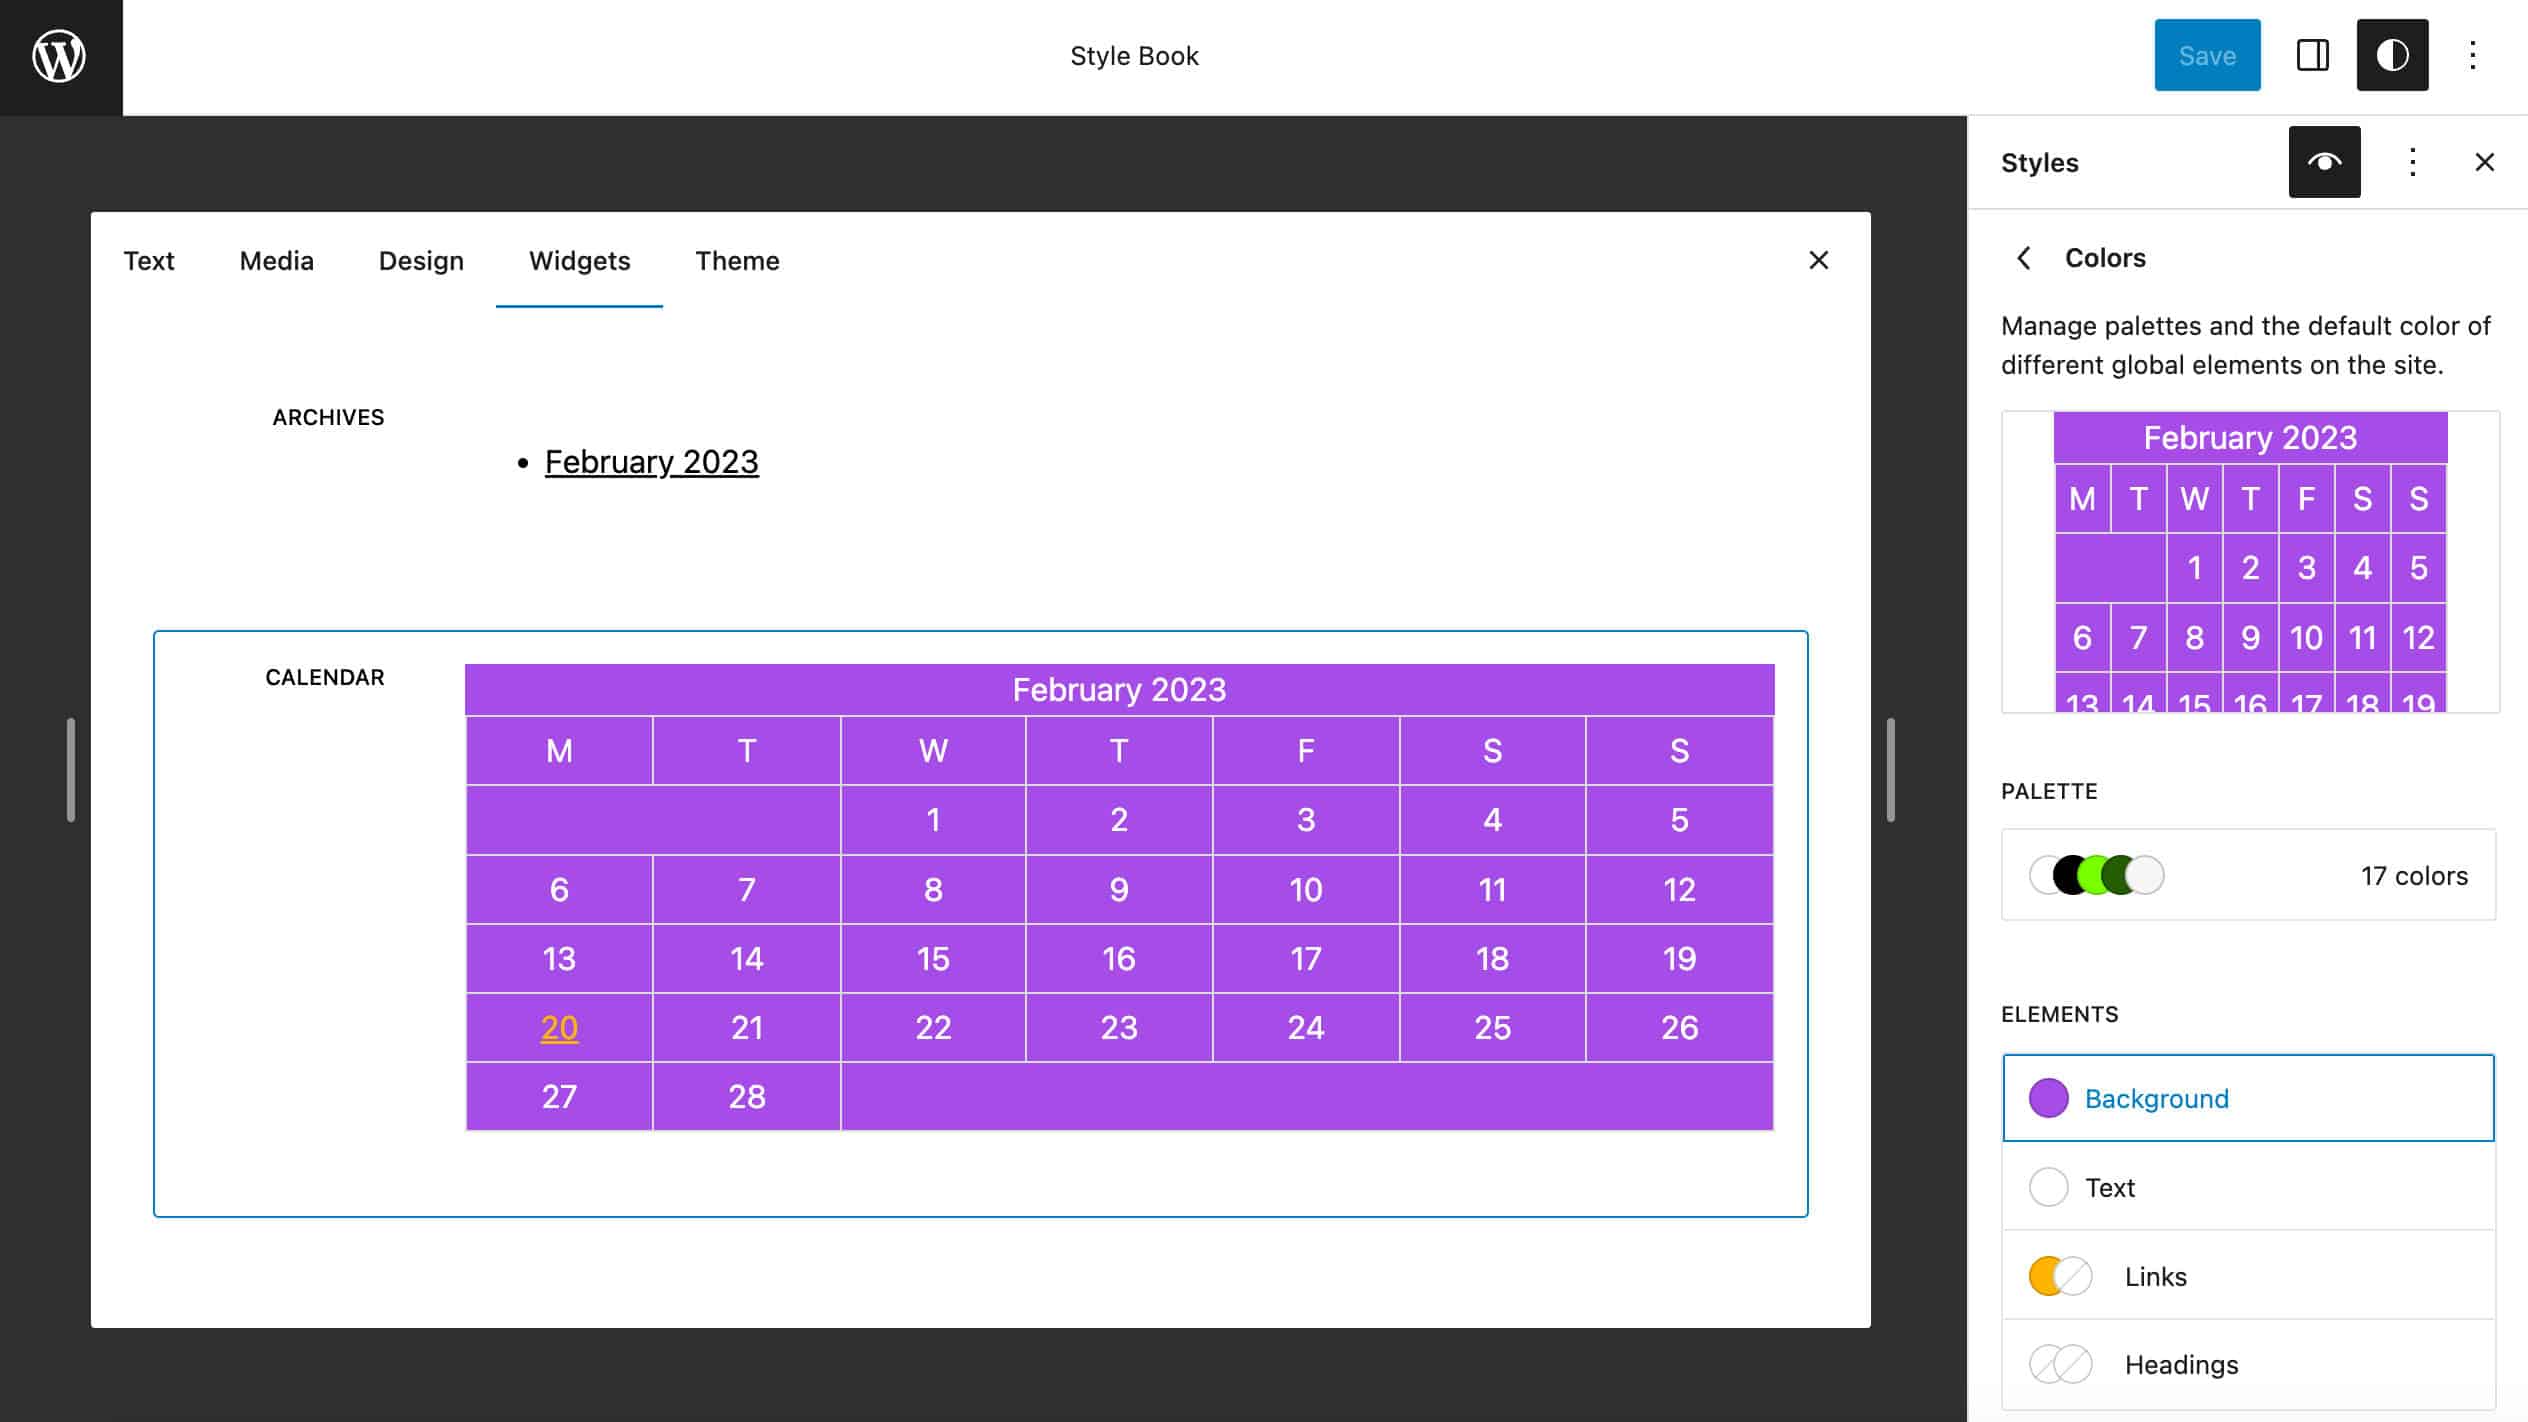 Style Book
Save
Text Media Design Widgets Theme
ARCHIVES
• February 2023
CALENDAR
February 2023
M T W T F S S
1 2 3 4 5
6 7 8 9 10 11 12
13 14 15 16 17 18 19
20 21 22 23 24 25 26
27 28
Styles
Colors
Manage palettes and the default color of
different global elements on the site.
February 2023
M T W T F S S
1 2 3 4 5
6 7 8 9 10 11 12
13 14 15 16 17 18 19
PALETTE
17 colors
ELEMENTS
Background
Text
Links
Headings